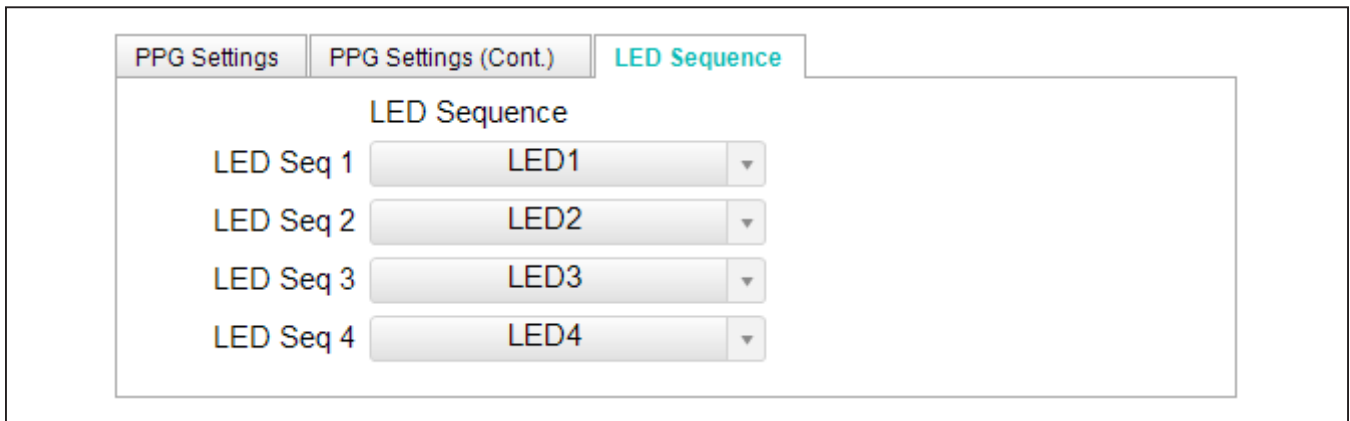 PPG Settings PPG Settings (Cont.) LED Sequence
LED Sequence
LED Seq 1 LED1
LED Seq 2 LED2
LED Seq 3 LED3
LED Seq 4 LED4